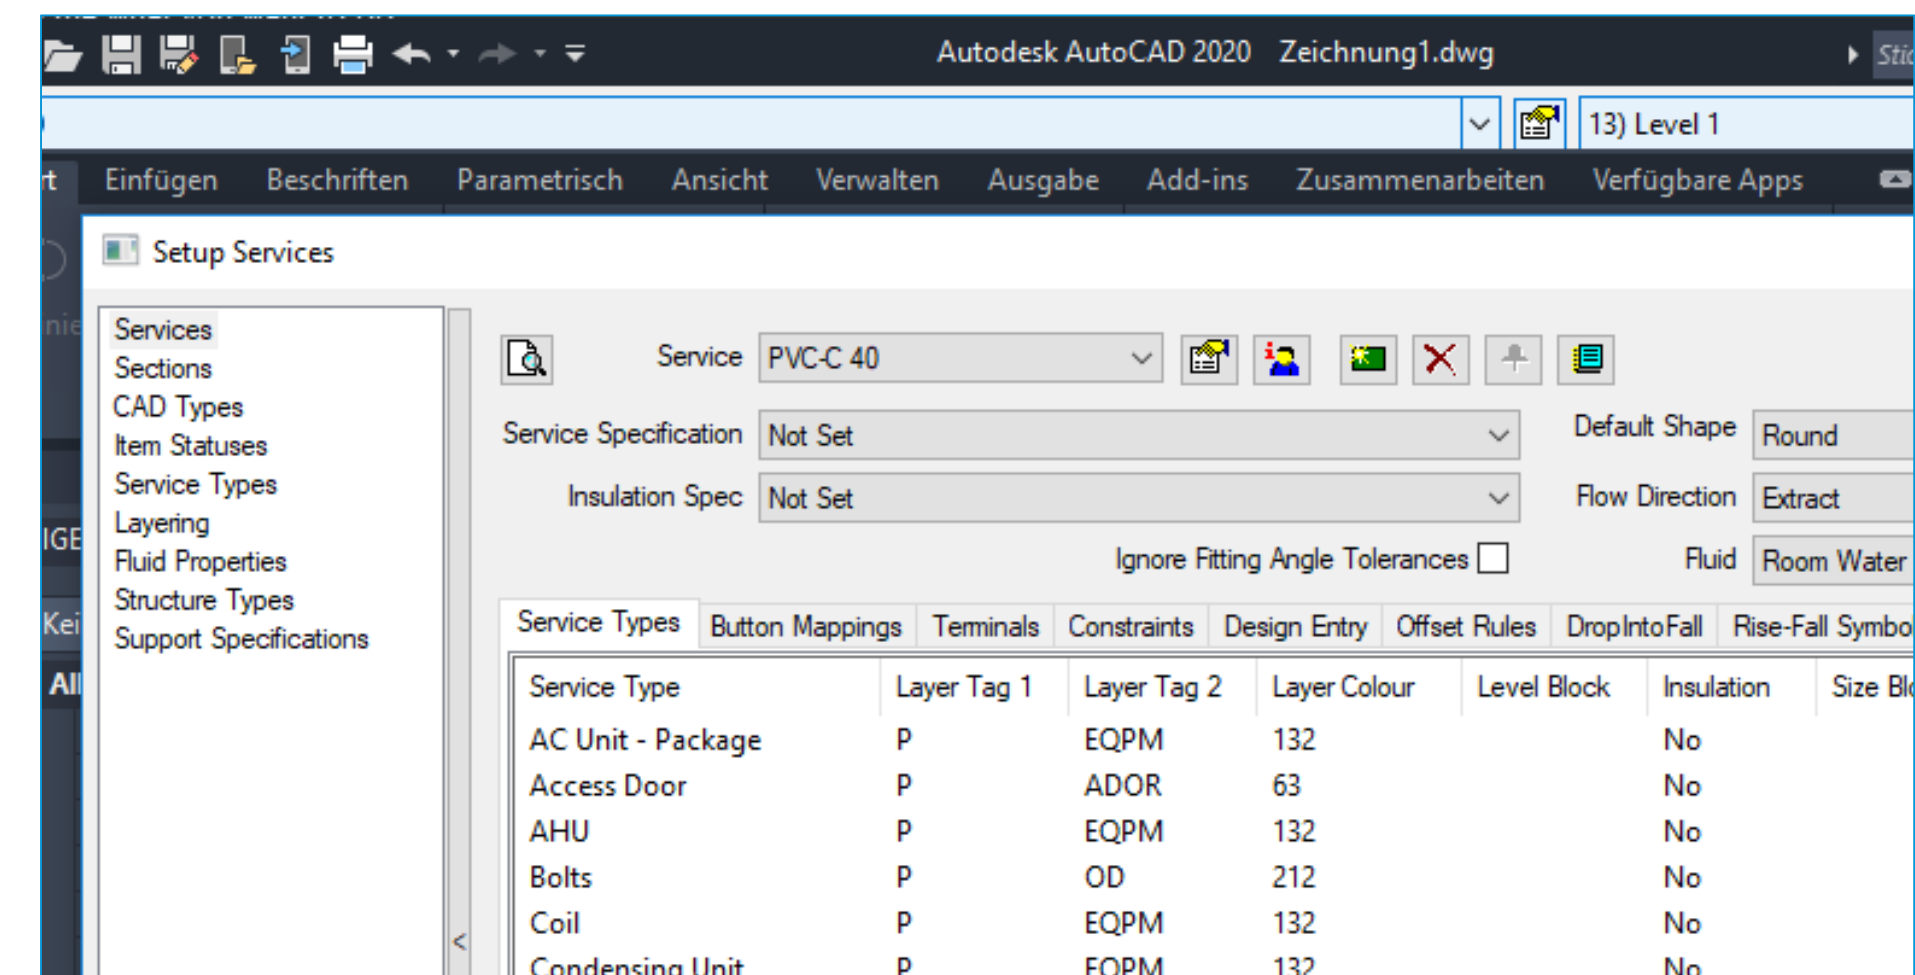 Autodesk AutoCAD 2020 Zeichnung1.dwg
13) Level 1
Einfügen Beschriften Parametrisch Ansicht Verwalten Ausgabe Add-ins Zusammenarbeiten Verfügbare Apps
Setup Services
Services
Sections
CAD Types
Item Statuses
Service Types
Layering
Fluid Properties
Structure Types
Support Specifications
Service PVC-C 40
Service Specification Not Set Default Shape Round
Insulation Spec Not Set Flow Direction Extract
Ignore Fitting Angle Tolerances Fluid Room Water
Service Types Button Mappings Terminals Constraints Design Entry Offset Rules DropIntoFall Rise-Fall Symbo
Service Type Layer Tag 1 Layer Tag 2 Layer Colour Level Block Insulation Size Blo
AC Unit - Package P EQPM 132 No
Access Door P ADOR 63 No
AHU P EQPM 132 No
Bolts P OD 212 No
Coil P EQPM 132 No
Condensing Unit P EQPM 132 No